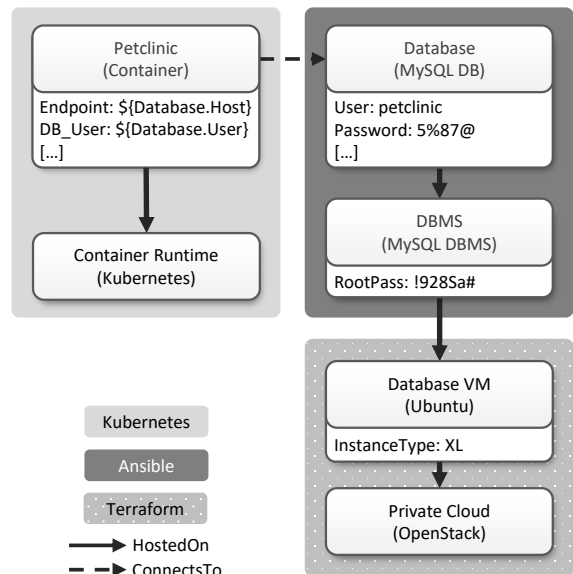 Petclinic
(Container)
Endpoint: ${Database.Host}
DB_User: ${Database.User}
[...]
Container Runtime
(Kubernetes)
Database
(MySQL DB)
User: petclinic
Password: 5%87@
[...]
DBMS
(MySQL DBMS)
RootPass: !928Sa#
Database VM
(Ubuntu)
InstanceType: XL
Private Cloud
(OpenStack)
Kubernetes
Ansible
Terraform
HostedOn
ConnectsTo